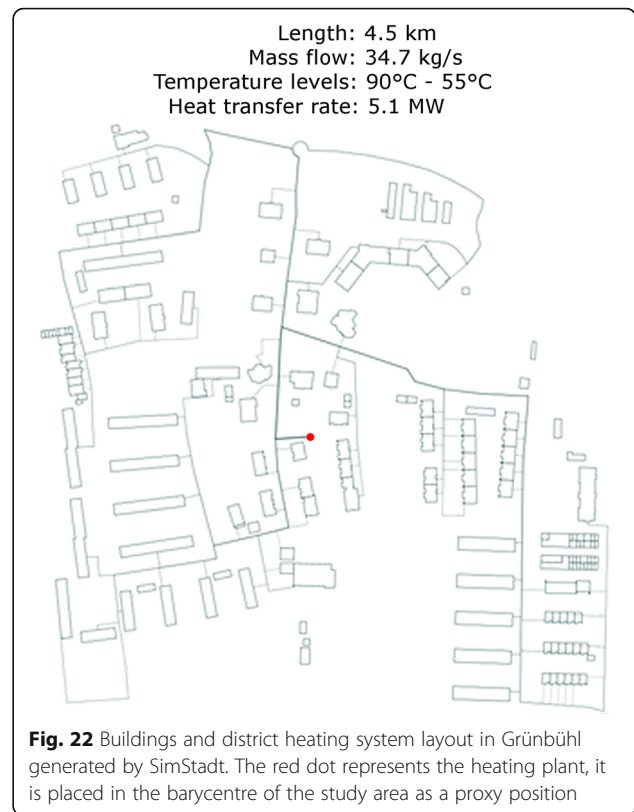 Length: 4.5 km
Mass flow: 34.7 kg/s
Temperature levels: 90°C - 55°C
Heat transfer rate: 5.1 MW
Fig. 22 Buildings and district heating system layout in Grünbühl
generated by SimStadt. The red dot represents the heating plant, it
is placed in the barycentre of the study area as a proxy position